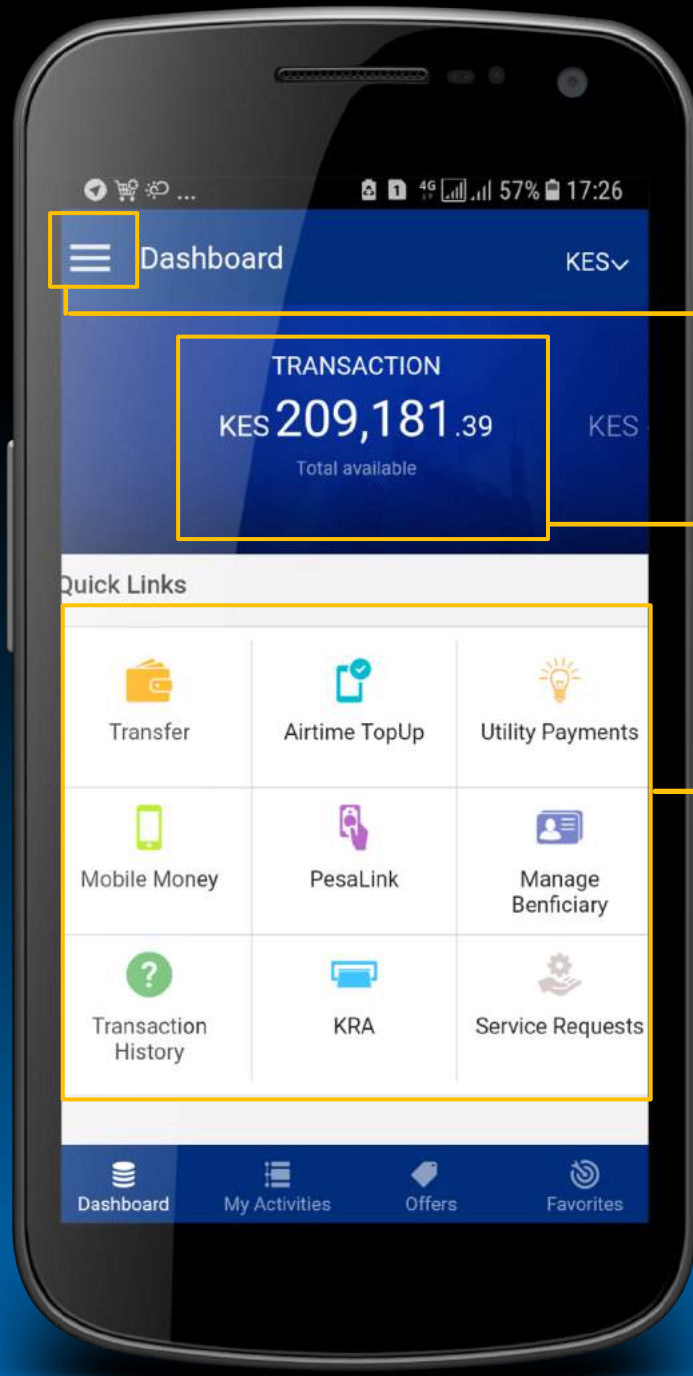 ... 4G 57% 17:26
Dashboard KES
TRANSACTION
KES 209,181.39 KES
Total available
Quick Links
Transfer Airtime TopUp Utility Payments
Mobile Money PesaLink Manage
Benficiary
Transaction KRA Service Requests
History
Dashboard My Activities Offers Favorites